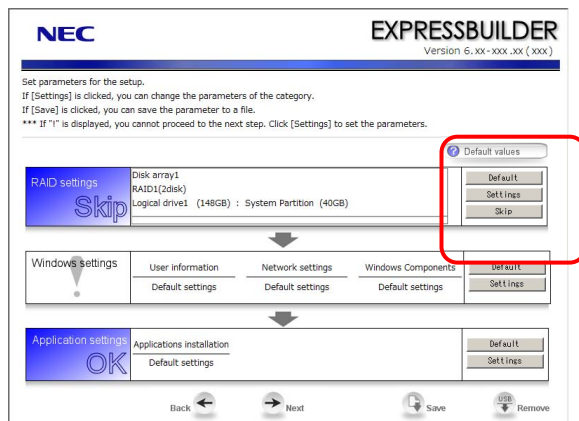 NEC
EXPRESSBUILDER
Version 6.xx-xxx.xx (xxx)
Set parameters for the setup.
If [Settings] is clicked, you can change the parameters of the category.
If [Save] is clicked, you can save the parameter to a file.
*** If "!" is displayed, you cannot proceed to the next step. Click [Settings] to set the parameters.
? Default values
RAID settings
Skip
Disk array1
RAID1(2disk)
Logical drive1 (148GB) : System Partition (40GB)
Default
Settings
Skip
Windows settings
!
User information Network settings Windows Components
Default settings Default settings Default settings
Default
Settings
Application settings
OK
Applications installation
Default settings
Default
Settings
Back Next Save USB Remove